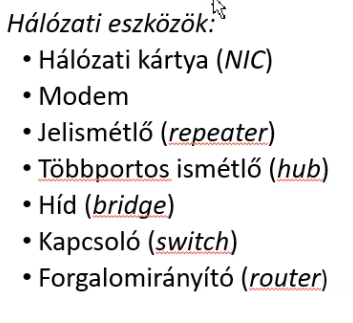 Hálózati eszközök:
• Hálózati kártya (NIC)
• Modem
• Jelismétlő (repeater)
• Többportos ismétlő (hub)
• Híd (bridge)
• Kapcsoló (switch)
• Forgalomirányító (router)